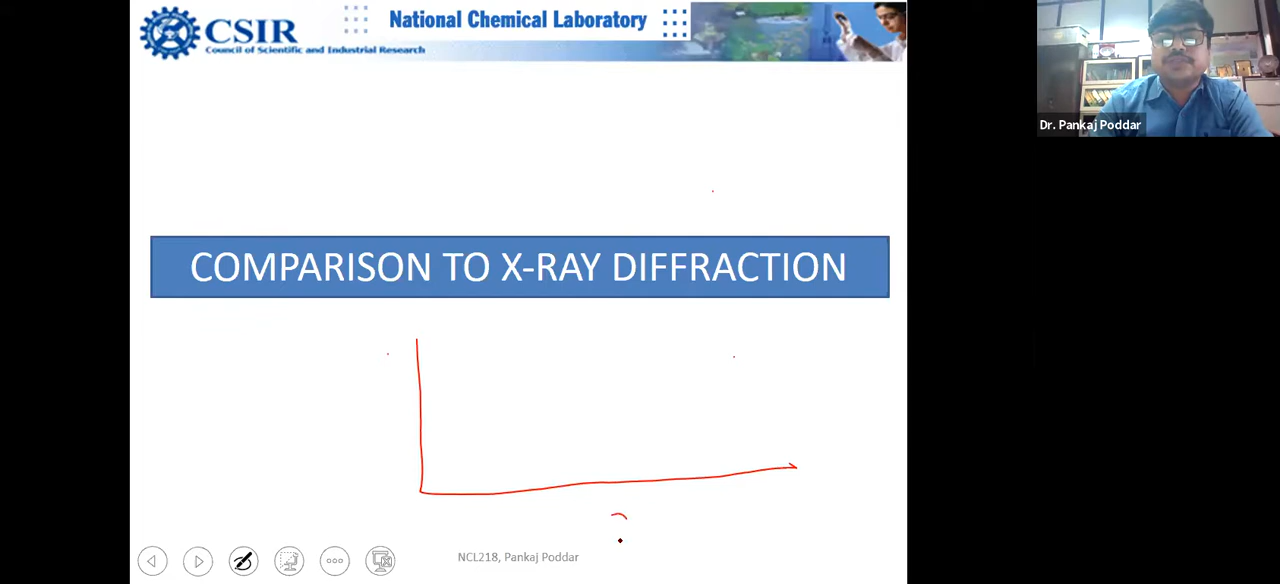 CSIR
Council of Scientific and Industrial Research
National Chemical Laboratory
Dr. Pankaj Poddar
COMPARISON TO X-RAY DIFFRACTION
NCL218, Pankaj Poddar